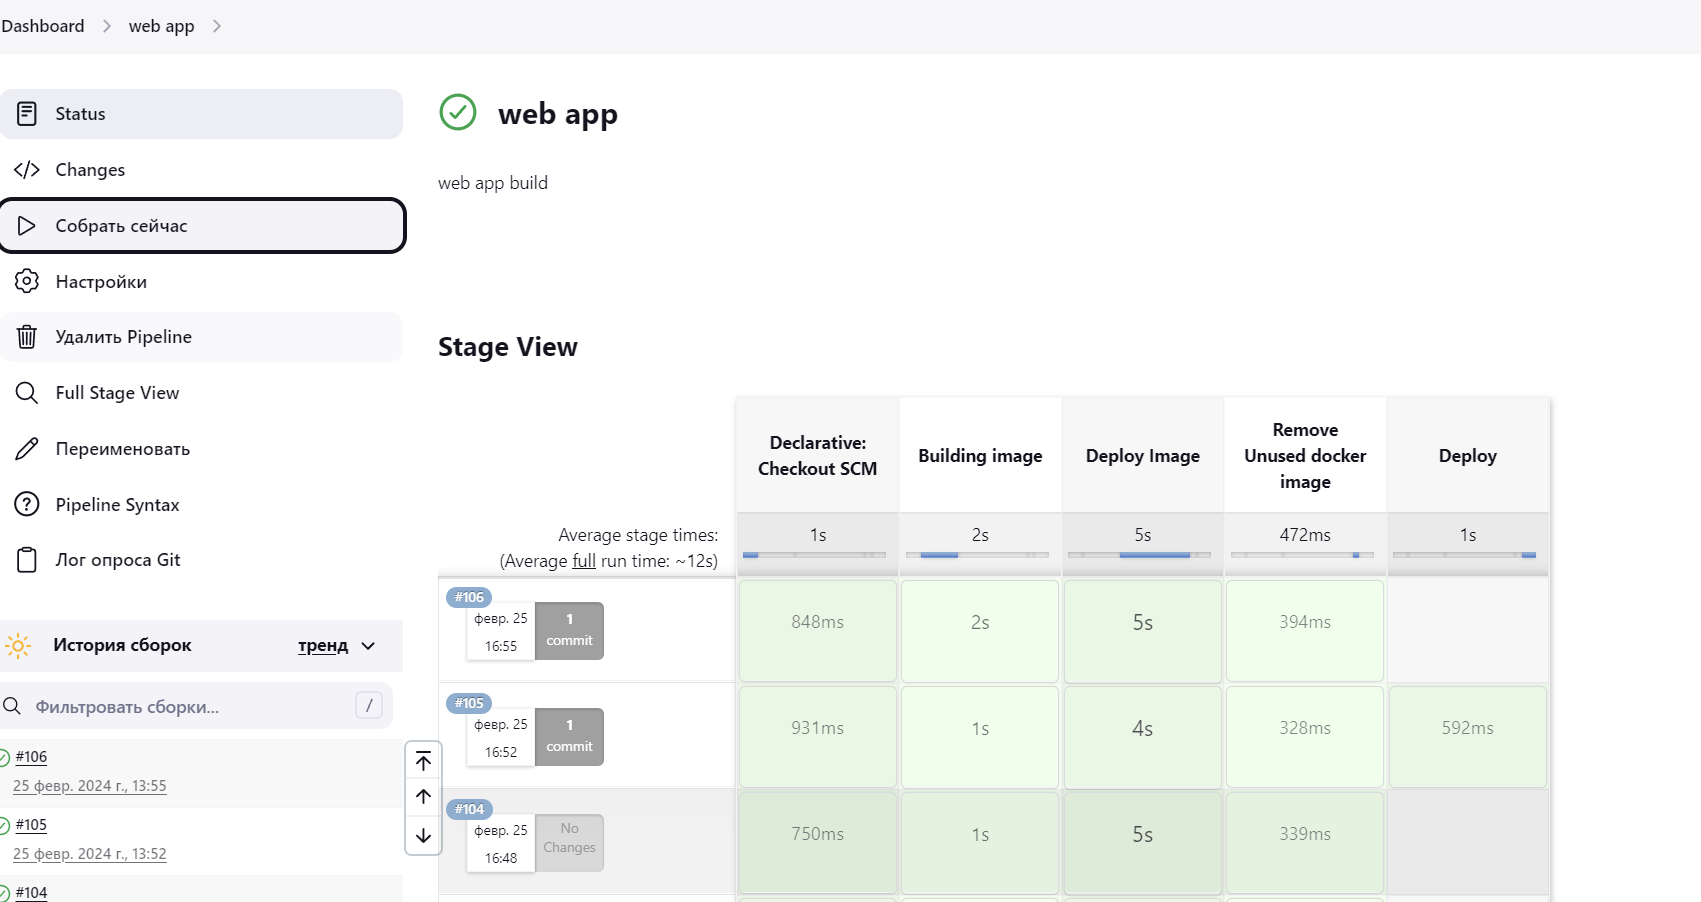 Dashboard
web app
Status
Changes
Собрать сейчас
Настройки
Удалить Pipeline
Full Stage View
Переименовать
Pipeline Syntax
Лог опроса Git
История сборок
тренд
Фильтровать сборки...
/
#106
25 февр. 2024 г., 13:55
#105
25 февр. 2024 г., 13:52
#104
web app
web app build
Stage View
Declarative:
Checkout SCM
Building image
Deploy Image
Remove
Unused docker
image
Deploy
Average stage times:
(Average full run time: ~12s)
1s
2s
5s
472ms
1s
#106
февр. 25
16:55
1
commit
848ms
2s
5s
394ms
#105
февр. 25
16:52
1
commit
931ms
1s
4s
328ms
592ms
#104
февр. 25
16:48
No
Changes
750ms
1s
5s
339ms